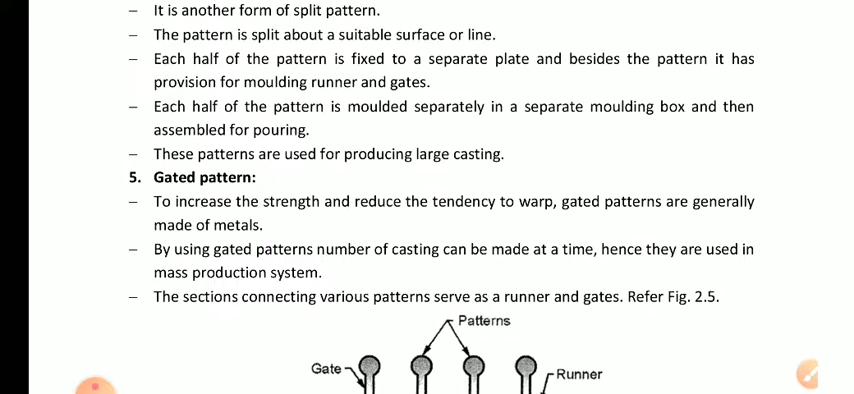 – It is another form of split pattern.
– The pattern is split about a suitable surface or line.
– Each half of the pattern is fixed to a separate plate and besides the pattern it has
provision for moulding runner and gates.
– Each half of the pattern is moulded separately in a separate moulding box and then
assembled for pouring.
– These patterns are used for producing large casting.
5. Gated pattern:
– To increase the strength and reduce the tendency to warp, gated patterns are generally
made of metals.
– By using gated patterns number of casting can be made at a time, hence they are used in
mass production system.
– The sections connecting various patterns serve as a runner and gates. Refer Fig. 2.5.
Patterns
Gate
Runner